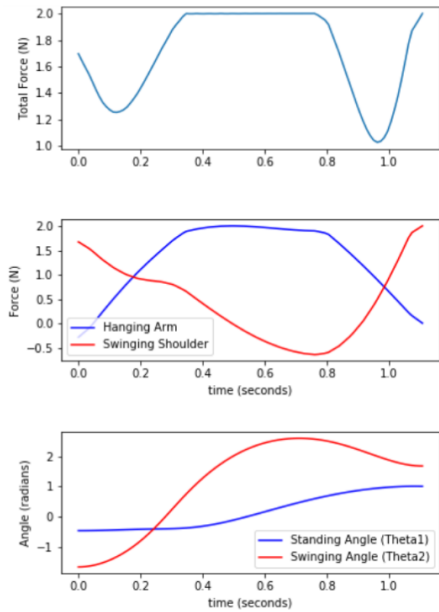 Total Force (N)
2.0
1.8
1.6
1.4
1.2
1.0
0.0 0.2 0.4 0.6 0.8 1.0
Force (N)
2.0
1.5
1.0
0.5
0.0
−0.5
Hanging Arm
Swinging Shoulder
0.0 0.2 0.4 0.6 0.8 1.0
time (seconds)
Angle (radians)
2
1
0
−1
Standing Angle (Theta1)
Swinging Angle (Theta2)
0.0 0.2 0.4 0.6 0.8 1.0
time (seconds)